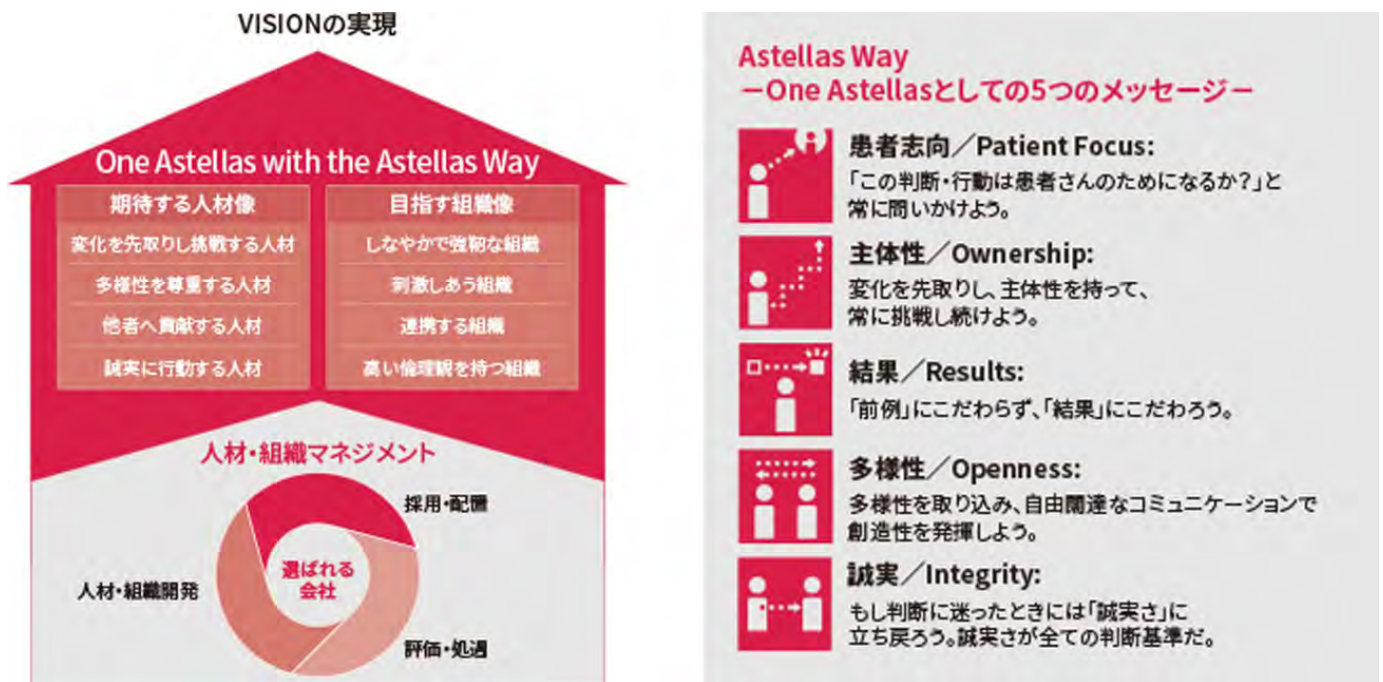 VISIONの実現
One Astellas with the Astellas Way
期待する人材像
変化を先取りし挑戦する人材
多様性を尊重する人材
他者へ貢献する人材
誠実に行動する人材
目指す組織像
しなやかで強靭な組織
刺激しあう組織
連携する組織
高い倫理観を持つ組織
人材・組織マネジメント
採用・配置
選ばれる
会社
人材・組織開発
評価・処遇
Astellas Way
－One Astellasとしての5つのメッセージ－
患者志向／Patient Focus:
「この判断・行動は患者さんのためになるか？」と
常に問いかけよう。
主体性／Ownership:
変化を先取りし、主体性を持って、
常に挑戦し続けよう。
結果／Results:
「前例」にこだわらず、「結果」にこだわろう。
多様性／Openness:
多様性を取り込み、自由闊達なコミュニケーションで
創造性を発揮しよう。
誠実／Integrity:
もし判断に迷ったときには「誠実さ」に
立ち戻ろう。誠実さが全ての判断基準だ。